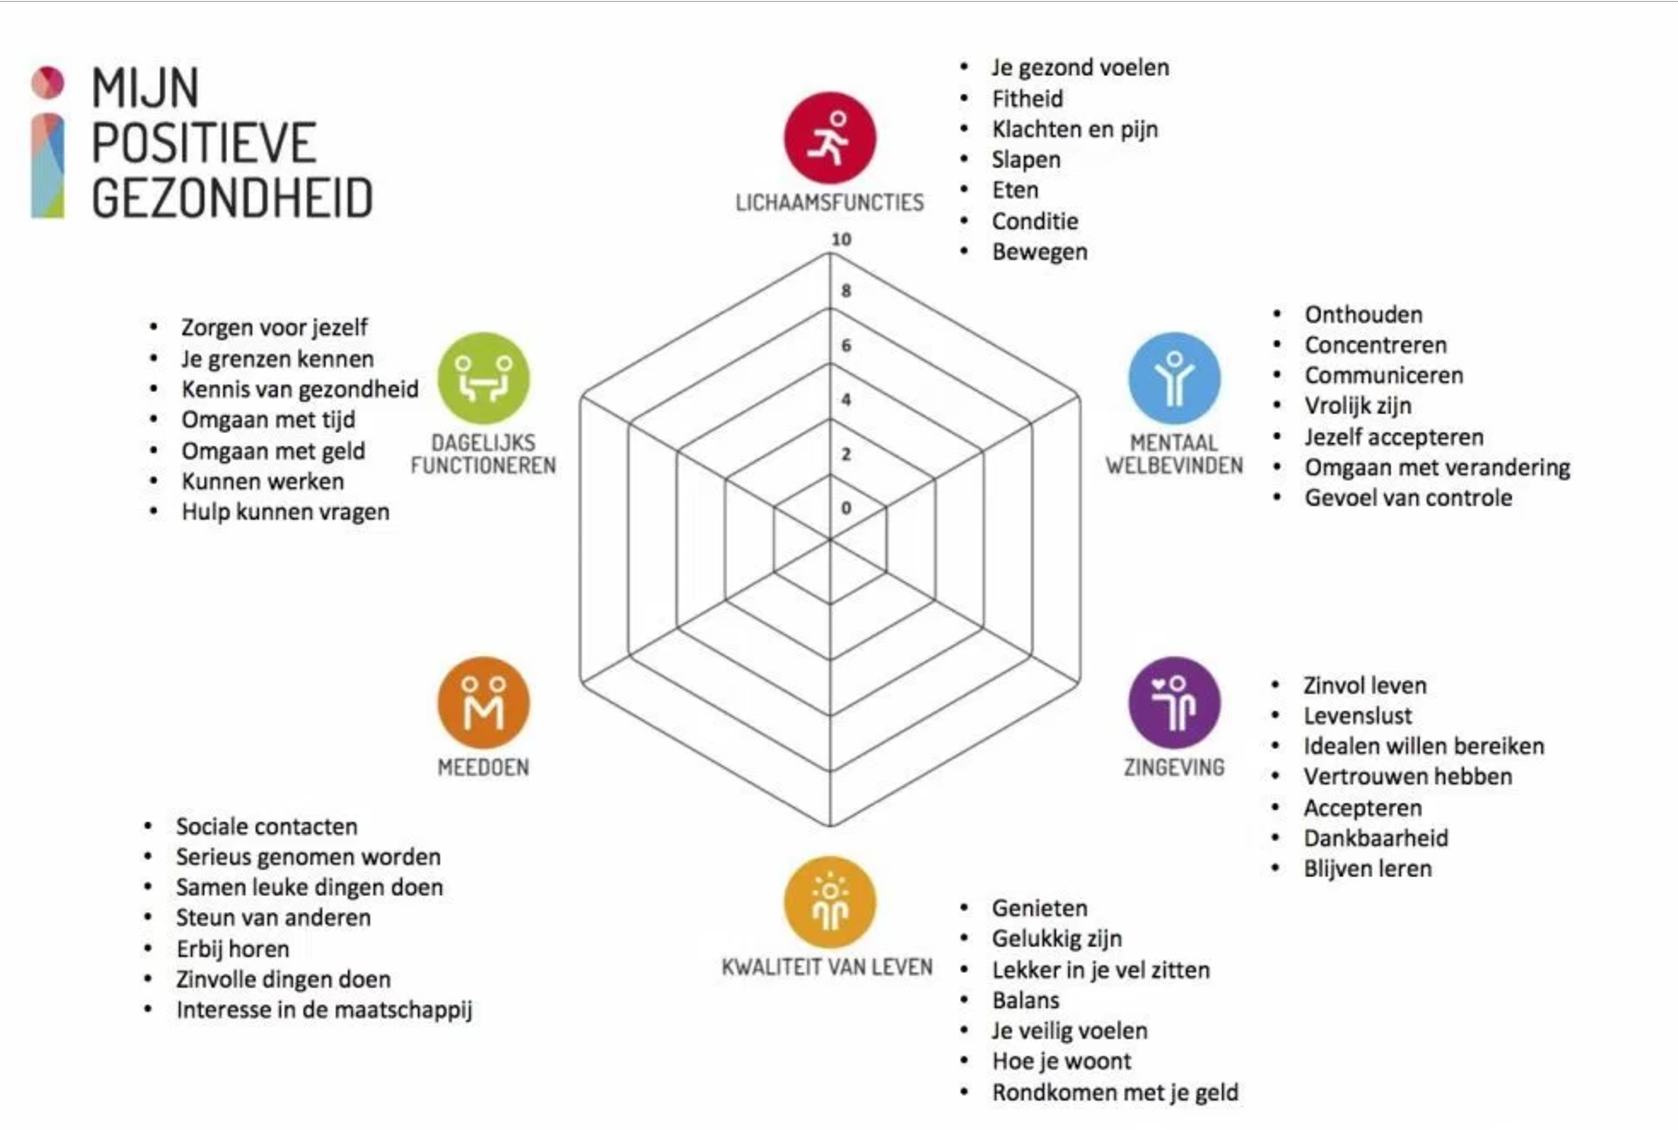 MIJN
POSITIEVE
GEZONDHEID
LICHAAMSFUNCTIES
• Je gezond voelen
• Fitheid
• Klachten en pijn
• Slapen
• Eten
• Conditie
• Bewegen
10
8
6
4
2
0
MENTAAL
WELBEVINDEN
• Onthouden
• Concentreren
• Communiceren
• Vrolijk zijn
• Jezelf accepteren
• Omgaan met verandering
• Gevoel van controle
ZINGEVING
• Zinvol leven
• Levenslust
• Idealen willen bereiken
• Vertrouwen hebben
• Accepteren
• Dankbaarheid
• Blijven leren
KWALITEIT VAN LEVEN
• Genieten
• Gelukkig zijn
• Lekker in je vel zitten
• Balans
• Je veilig voelen
• Hoe je woont
• Rondkomen met je geld
MEEDOEN
• Sociale contacten
• Serieus genomen worden
• Samen leuke dingen doen
• Steun van anderen
• Erbij horen
• Zinvolle dingen doen
• Interesse in de maatschappij
DAGELIJKS
FUNCTIONEREN
• Zorgen voor jezelf
• Je grenzen kennen
• Kennis van gezondheid
• Omgaan met tijd
• Omgaan met geld
• Kunnen werken
• Hulp kunnen vragen